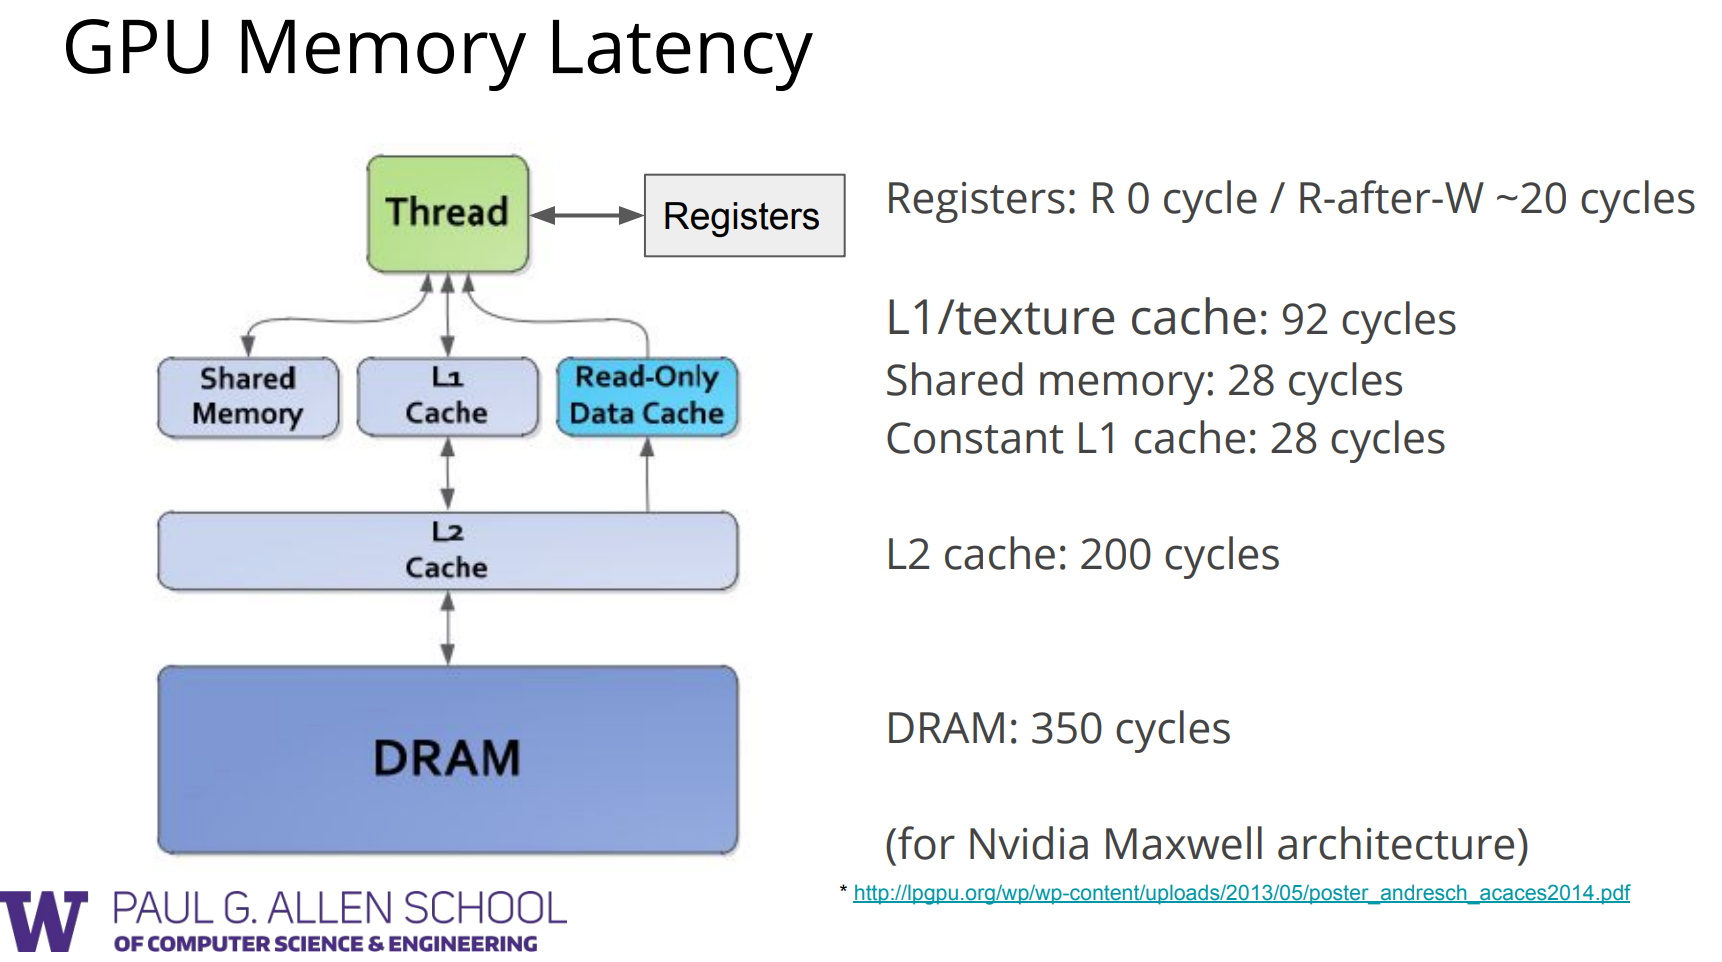 GPU Memory Latency
Thread
Registers
Registers: R 0 cycle / R-after-W ~20 cycles
Shared
Memory
L1
Cache
Read-Only
Data Cache
L1/texture cache: 92 cycles
Shared memory: 28 cycles
Constant L1 cache: 28 cycles
L2
Cache
L2 cache: 200 cycles
DRAM
DRAM: 350 cycles
(for Nvidia Maxwell architecture)
* http://lpgpu.org/wp/wp-content/uploads/2013/05/poster_andresch_acaces2014.pdf
W
PAUL G. ALLEN SCHOOL
OF COMPUTER SCIENCE & ENGINEERING